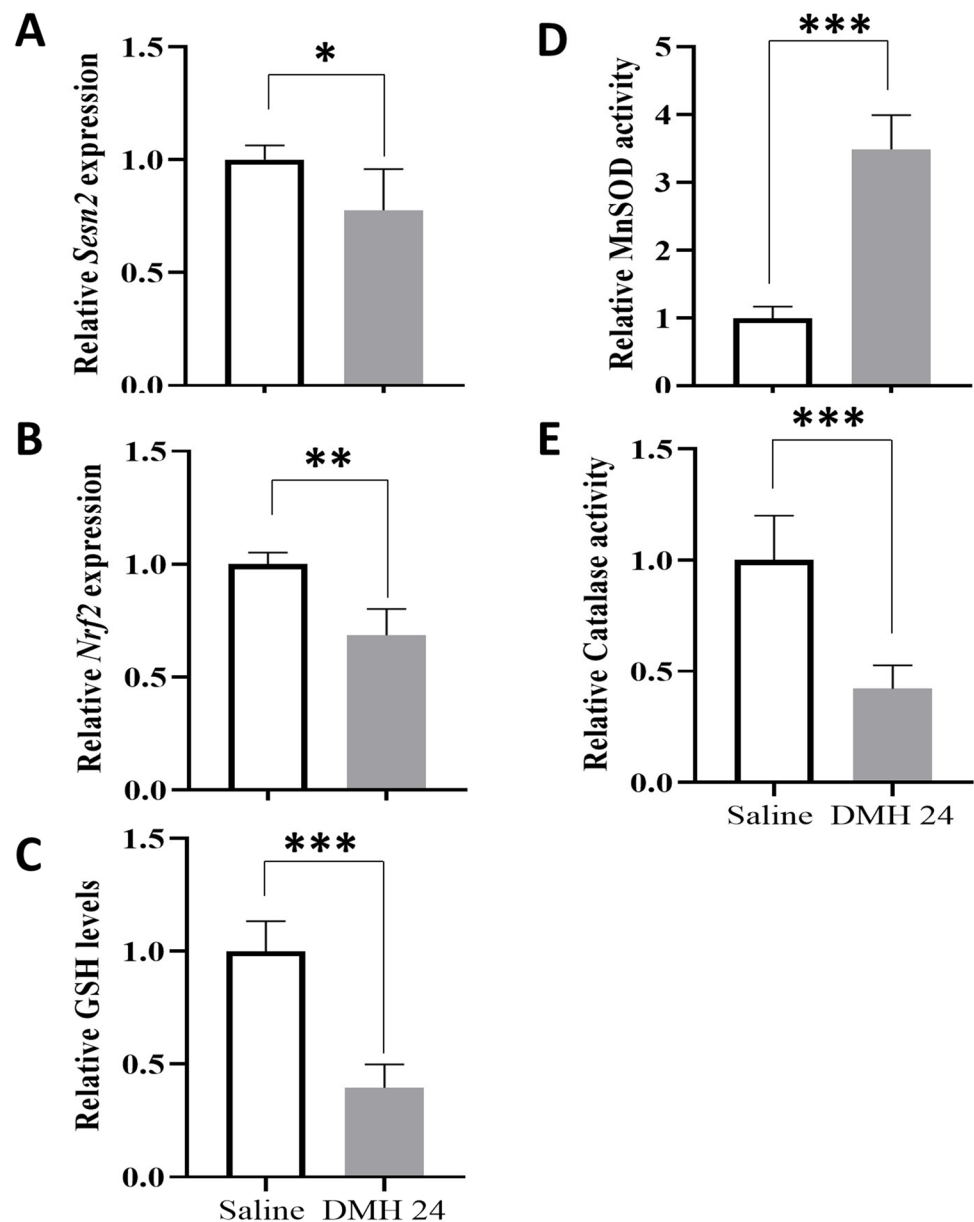 A
Relative Sesn2 expression
1.5
1.0
0.5
0.0
*
B
Relative Nrf2 expression
1.5
1.0
0.5
0.0
**
C
Relative GSH levels
1.5
1.0
0.5
0.0
***
Saline DMH 24
D
Relative MnSOD activity
5
4
3
2
1
0
***
E
Relative Catalase activity
1.5
1.0
0.5
0.0
***
Saline DMH 24